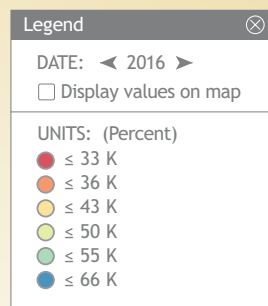 Legend
DATE: 2016
Display values on map
UNITS: (Percent)
≤ 33 K
≤ 36 K
≤ 43 K
≤ 50 K
≤ 55 K
≤ 66 K